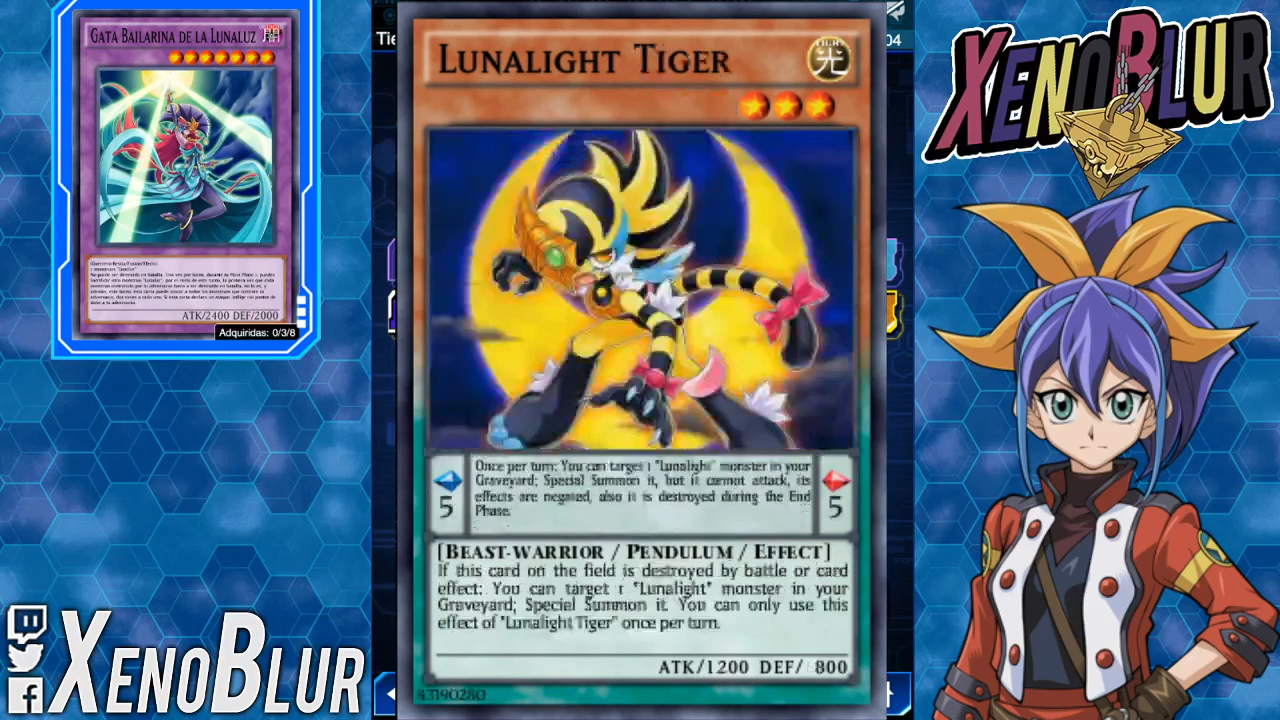 GATA BAILARINA DE LA LUNALUZ
ATK/2400 DEF/2000
Adquiridas: 0/3/8
Tie
LUNALIGHT TIGER
光
04
Once per turn: You can target 1 "Lunalight" monster in your
Graveyard; Special Summon it, but it cannot attack, its
effects are negated, also it is destroyed during the End
Phase.
5
5
[BEAST-WARRIOR / PENDULUM / EFFECT]
If this card on the field is destroyed by battle or card
effect: You can target 1 "Lunalight" monster in your
Graveyard; Special Summon it. You can only use this
effect of "Lunalight Tiger" once per turn.
ATK/1200 DEF/ 800
43190280
XENOBLUR
XENOBLUR